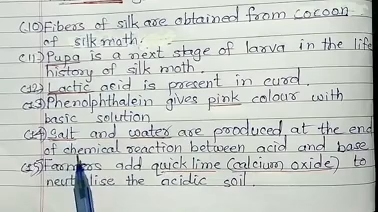 (10) Fibers of silk are obtained from cocoon
of silk moth.
(11) Pupa is a next stage of larva in the life
history of silk moth.
(12) Lactic acid is present in curd.
(13) Phenolphthalein gives pink colour with
basic solution
(14) Salt and water are produced at the end
of chemical reaction between acid and base
(15) Farmers add quick lime (calcium oxide) to
neutralise the acidic soil.